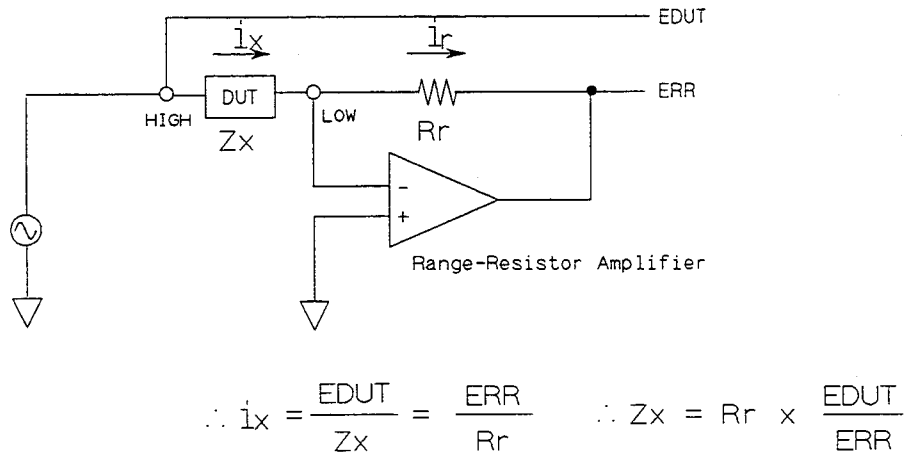 ix
ir
EDUT
DUT
ERR
HIGH
LOW
Zx
Rr
-
+
Range-Resistor Amplifier
∴ ix = EDUT / Zx = ERR / Rr ∴ Zx = Rr x EDUT / ERR